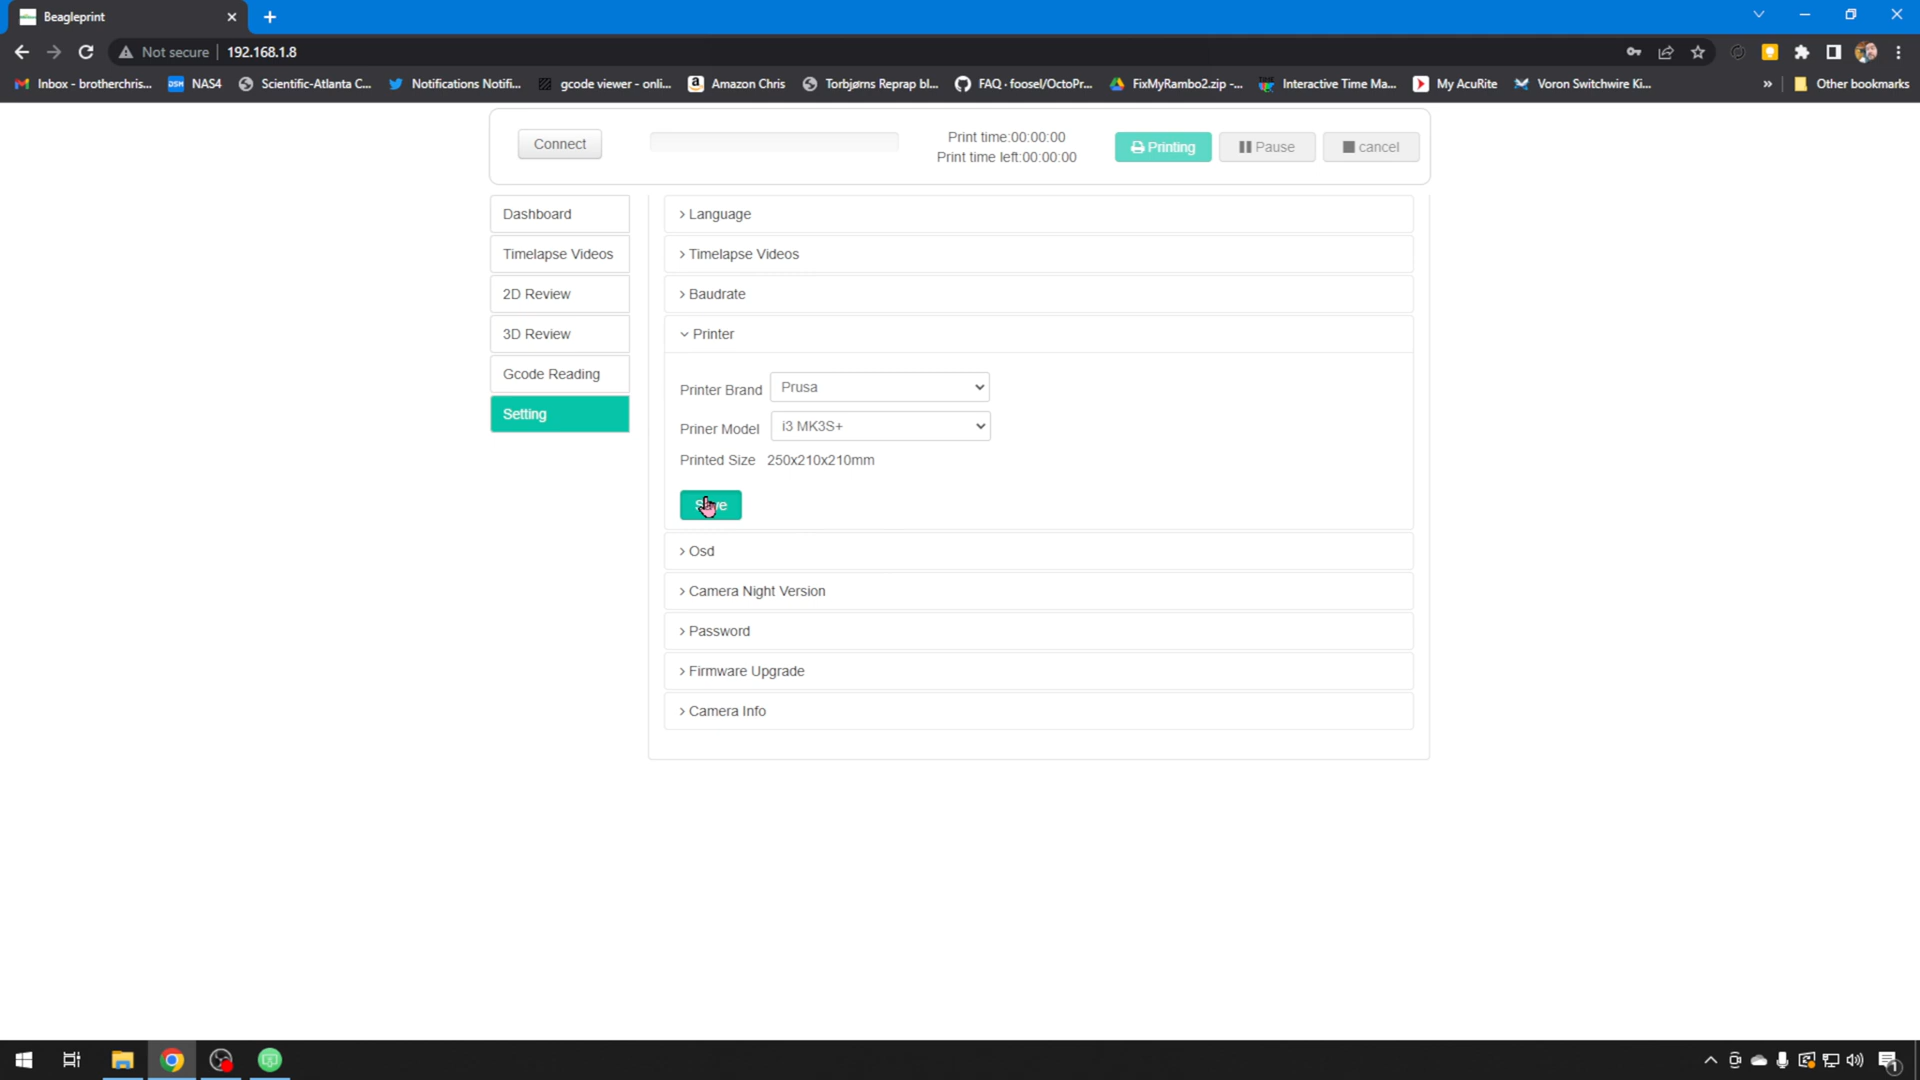 Beagleprint
Not secure 192.168.1.8
Inbox - brotherchris... NAS4 Scientific-Atlanta C... Notifications Notifi... gcode viewer - onli... Amazon Chris Torbjørns Reprap bl... FAQ · foosel/OctoPr... FixMyRambo2.zip -... Interactive Time Ma... My AcuRite Voron Switchwire Ki... » Other bookmarks
Connect
Print time:00:00:00
Print time left:00:00:00
Printing Pause cancel
Dashboard
Timelapse Videos
2D Review
3D Review
Gcode Reading
Setting
Language
Timelapse Videos
Baudrate
Printer
Printer Brand Prusa
Priner Model i3 MK3S+
Printed Size 250x210x210mm
Osd
Camera Night Version
Password
Firmware Upgrade
Camera Info
1